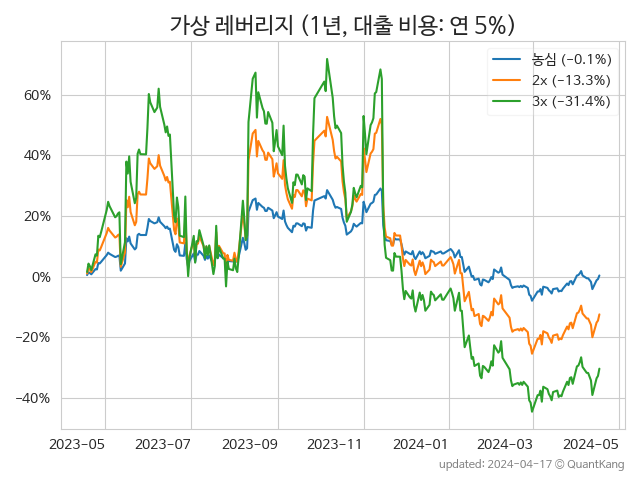 가상 레버리지 (1년, 대출 비용: 연 5%)
농심 (−0.1%)
2x (−13.3%)
3x (−31.4%)
60%
40%
20%
0%
−20%
−40%
2023-05 2023-07 2023-09 2023-11 2024-01 2024-03 2024-05
updated: 2024-04-17 © QuantKang